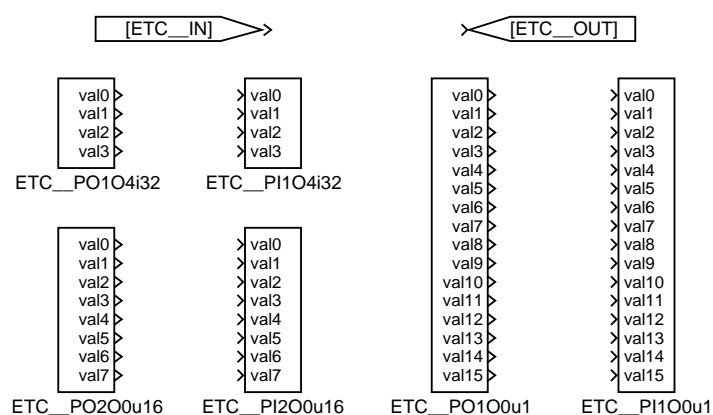 [ETC__IN]
[ETC__OUT]
val0
val1
val2
val3
ETC__PO1O4i32
val0
val1
val2
val3
ETC__PI1O4i32
val0
val1
val2
val3
val4
val5
val6
val7
ETC__PO2O0u16
val0
val1
val2
val3
val4
val5
val6
val7
ETC__PI2O0u16
val0
val1
val2
val3
val4
val5
val6
val7
val8
val9
val10
val11
val12
val13
val14
val15
ETC__PO1O0u1
val0
val1
val2
val3
val4
val5
val6
val7
val8
val9
val10
val11
val12
val13
val14
val15
ETC__PI1O0u1